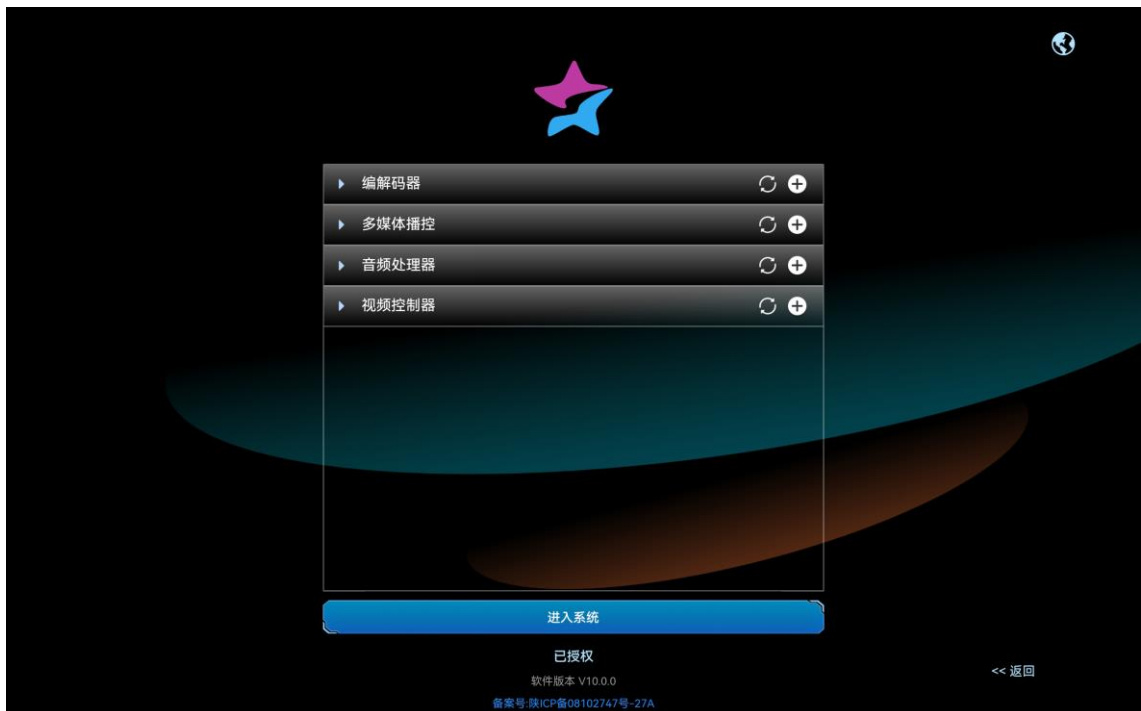 编解码器
多媒体播控
音频处理器
视频控制器
进入系统
已授权
<< 返回
软件版本 V10.0.0
备案号:陕ICP备08102747号-27A